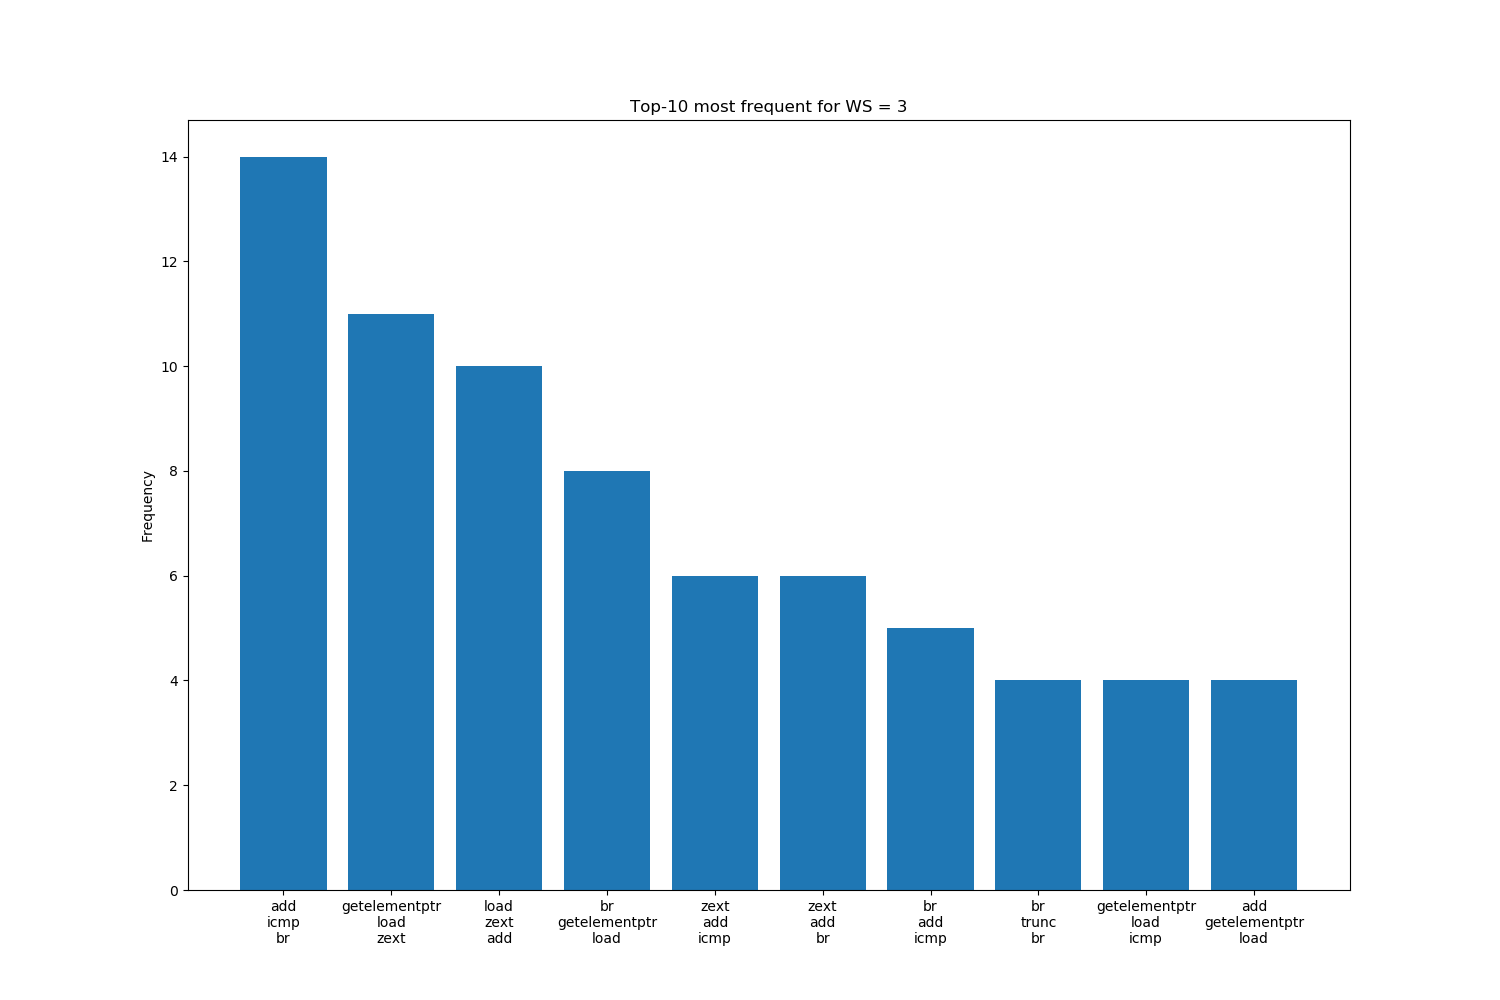 Top-10 most frequent for WS = 3
Frequency
14
12
10
8
6
4
2
0
add
icmp
br
getelementptr
load
zext
load
zext
add
br
getelementptr
load
zext
add
icmp
zext
add
br
br
add
icmp
br
trunc
br
getelementptr
load
icmp
add
getelementptr
load